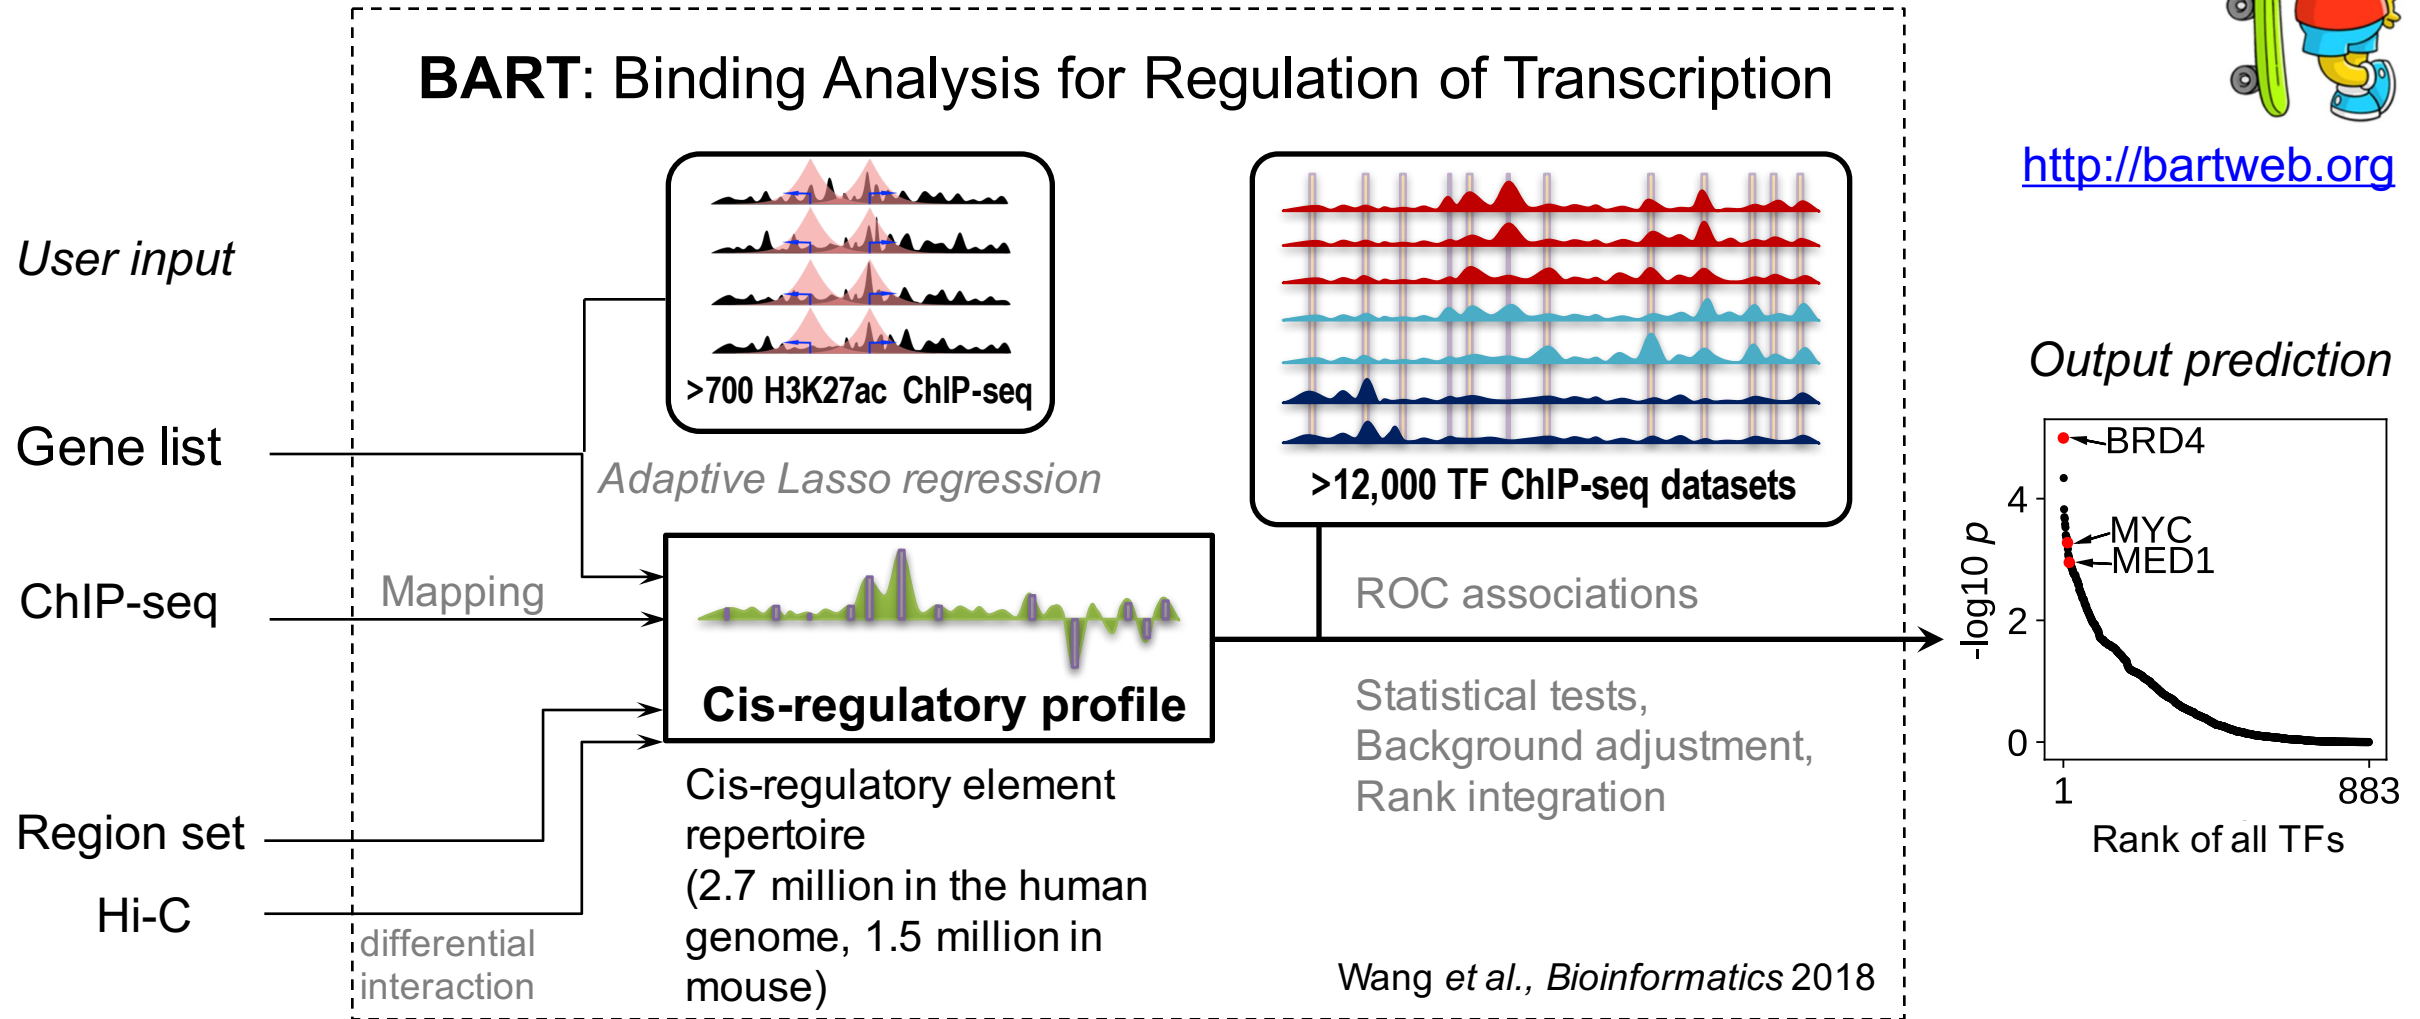 BART: Binding Analysis for Regulation of Transcription
http://bartweb.org
User input
Gene list
ChIP-seq
Region set
Hi-C
Mapping
differential
interaction
>700 H3K27ac ChIP-seq
Adaptive Lasso regression
Cis-regulatory profile
Cis-regulatory element
repertoire
(2.7 million in the human
genome, 1.5 million in
mouse)
>12,000 TF ChIP-seq datasets
ROC associations
Statistical tests,
Background adjustment,
Rank integration
Wang et al., Bioinformatics 2018
Output prediction
BRD4
MYC
MED1
-log10 p
4
2
0
1
883
Rank of all TFs